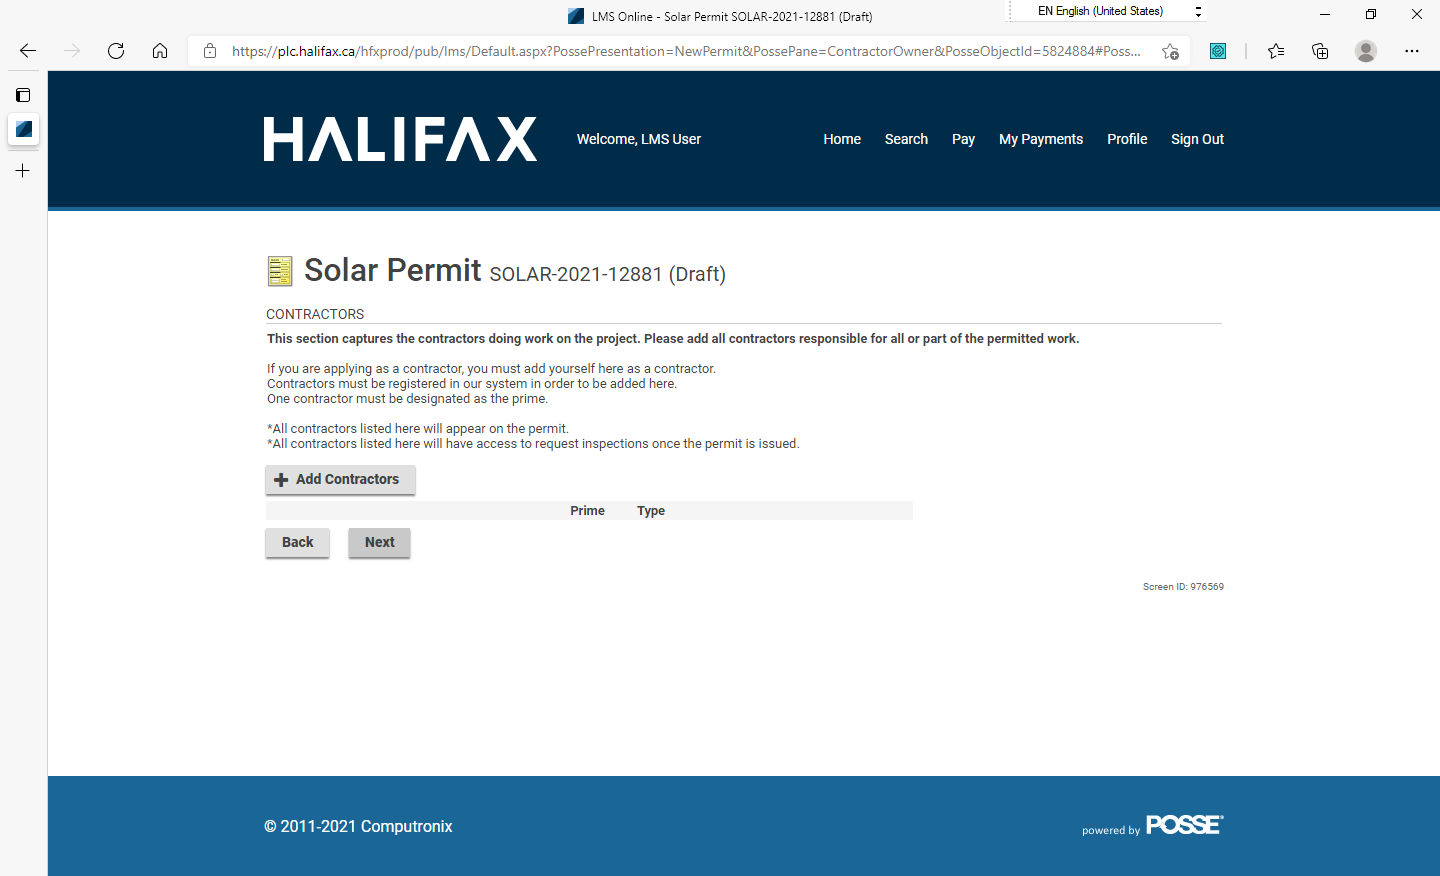 LMS Online - Solar Permit SOLAR-2021-12881 (Draft)
EN English (United States)
https://plc.halifax.ca/hfxprod/pub/lms/Default.aspx?PossePresentation=NewPermit&PossePane=ContractorOwner&PosseObjectId=5824884#Poss...
HALIFAX
Welcome, LMS User
Home Search Pay My Payments Profile Sign Out
Solar Permit SOLAR-2021-12881 (Draft)
CONTRACTORS
This section captures the contractors doing work on the project. Please add all contractors responsible for all or part of the permitted work.
If you are applying as a contractor, you must add yourself here as a contractor.
Contractors must be registered in our system in order to be added here.
One contractor must be designated as the prime.
*All contractors listed here will appear on the permit.
*All contractors listed here will have access to request inspections once the permit is issued.
Add Contractors
Prime Type
Back Next
Screen ID: 976569
© 2011-2021 Computronix
powered by POSSE®